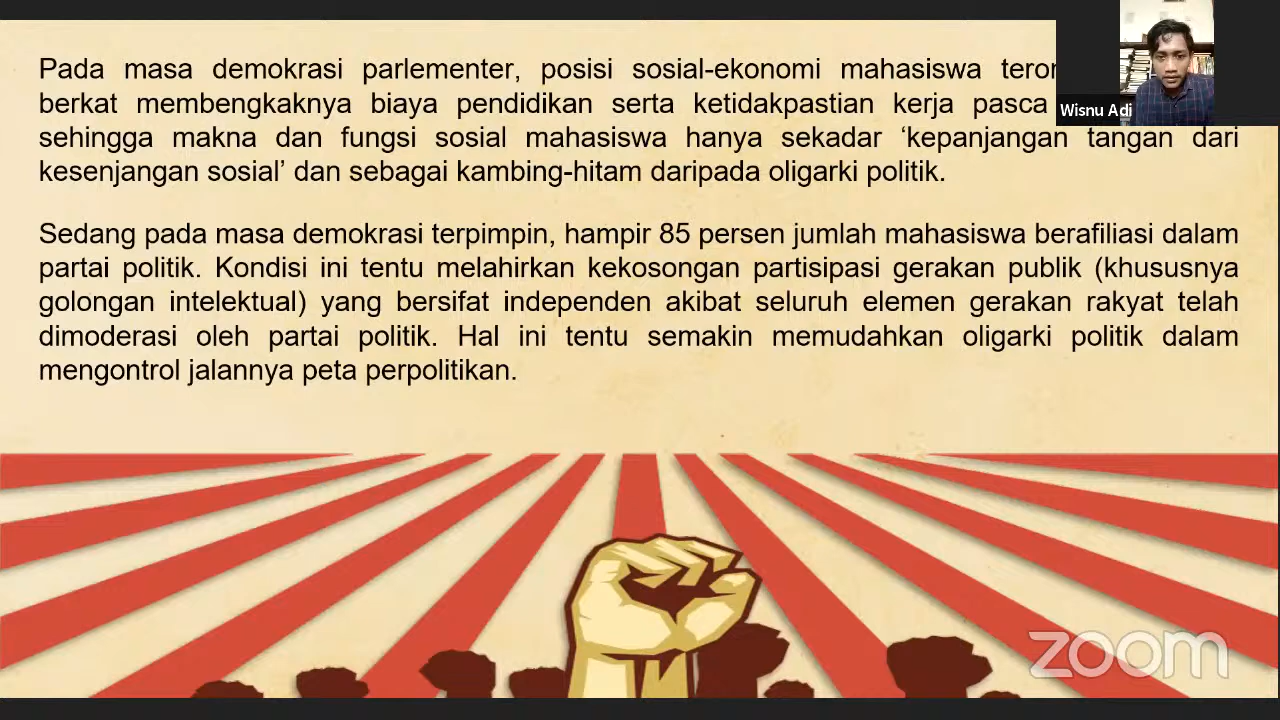 Pada masa demokrasi parlementer, posisi sosial-ekonomi mahasiswa
berkat membengkaknya biaya pendidikan serta ketidakpastian kerja pasca
sehingga makna dan fungsi sosial mahasiswa hanya sekadar ‘kepanjangan tangan dari
kesenjangan sosial’ dan sebagai kambing-hitam daripada oligarki politik.
Sedang pada masa demokrasi terpimpin, hampir 85 persen jumlah mahasiswa berafiliasi dalam
partai politik. Kondisi ini tentu melahirkan kekosongan partisipasi gerakan publik (khususnya
golongan intelektual) yang bersifat independen akibat seluruh elemen gerakan rakyat telah
dimoderasi oleh partai politik. Hal ini tentu semakin memudahkan oligarki politik dalam
mengontrol jalannya peta perpolitikan.
Wisnu Adi
zoom